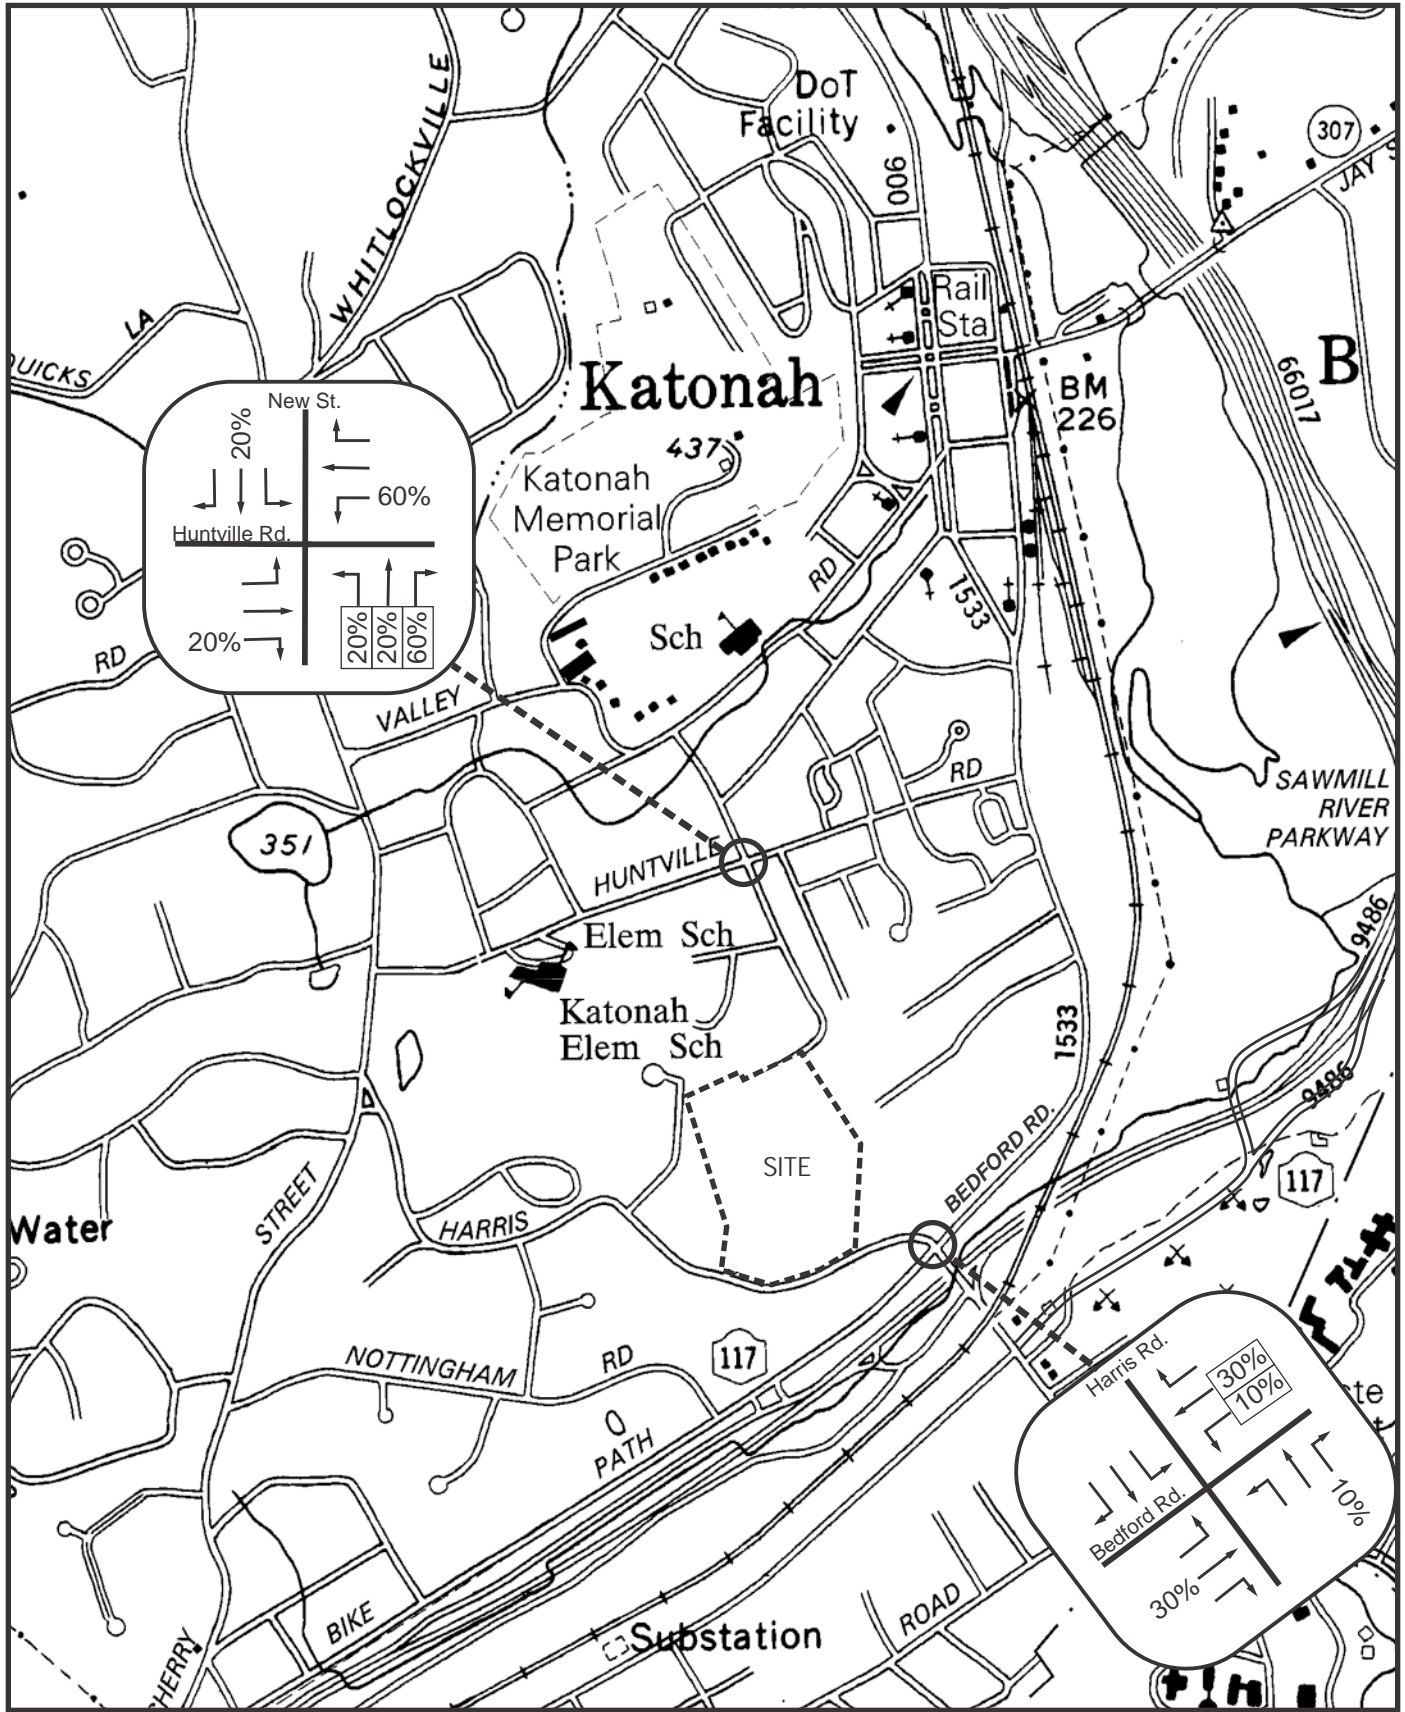 WHITLOCKVILLE
DoT
Facility
307
JAY S
900
LA
QUICKS
Rail
Sta
Katonah
B
66017
BM
226
New St.
20%
60%
Huntville Rd.
20%
20%
20%
60%
437
Katonah
Memorial
Park
RD
1533
Sch
RD
VALLEY
RD
SAWMILL
RIVER
PARKWAY
351
HUNTVILLE
Elem Sch
9486
Katonah
Elem Sch
1533
9486
BEDFORD RD.
SITE
117
STREET
Water
HARRIS
NOTTINGHAM
RD
117
Harris Rd.
30%
10%
ste
t
PATH
Bedford Rd.
10%
30%
BIKE
ROAD
Substation
SHERRY